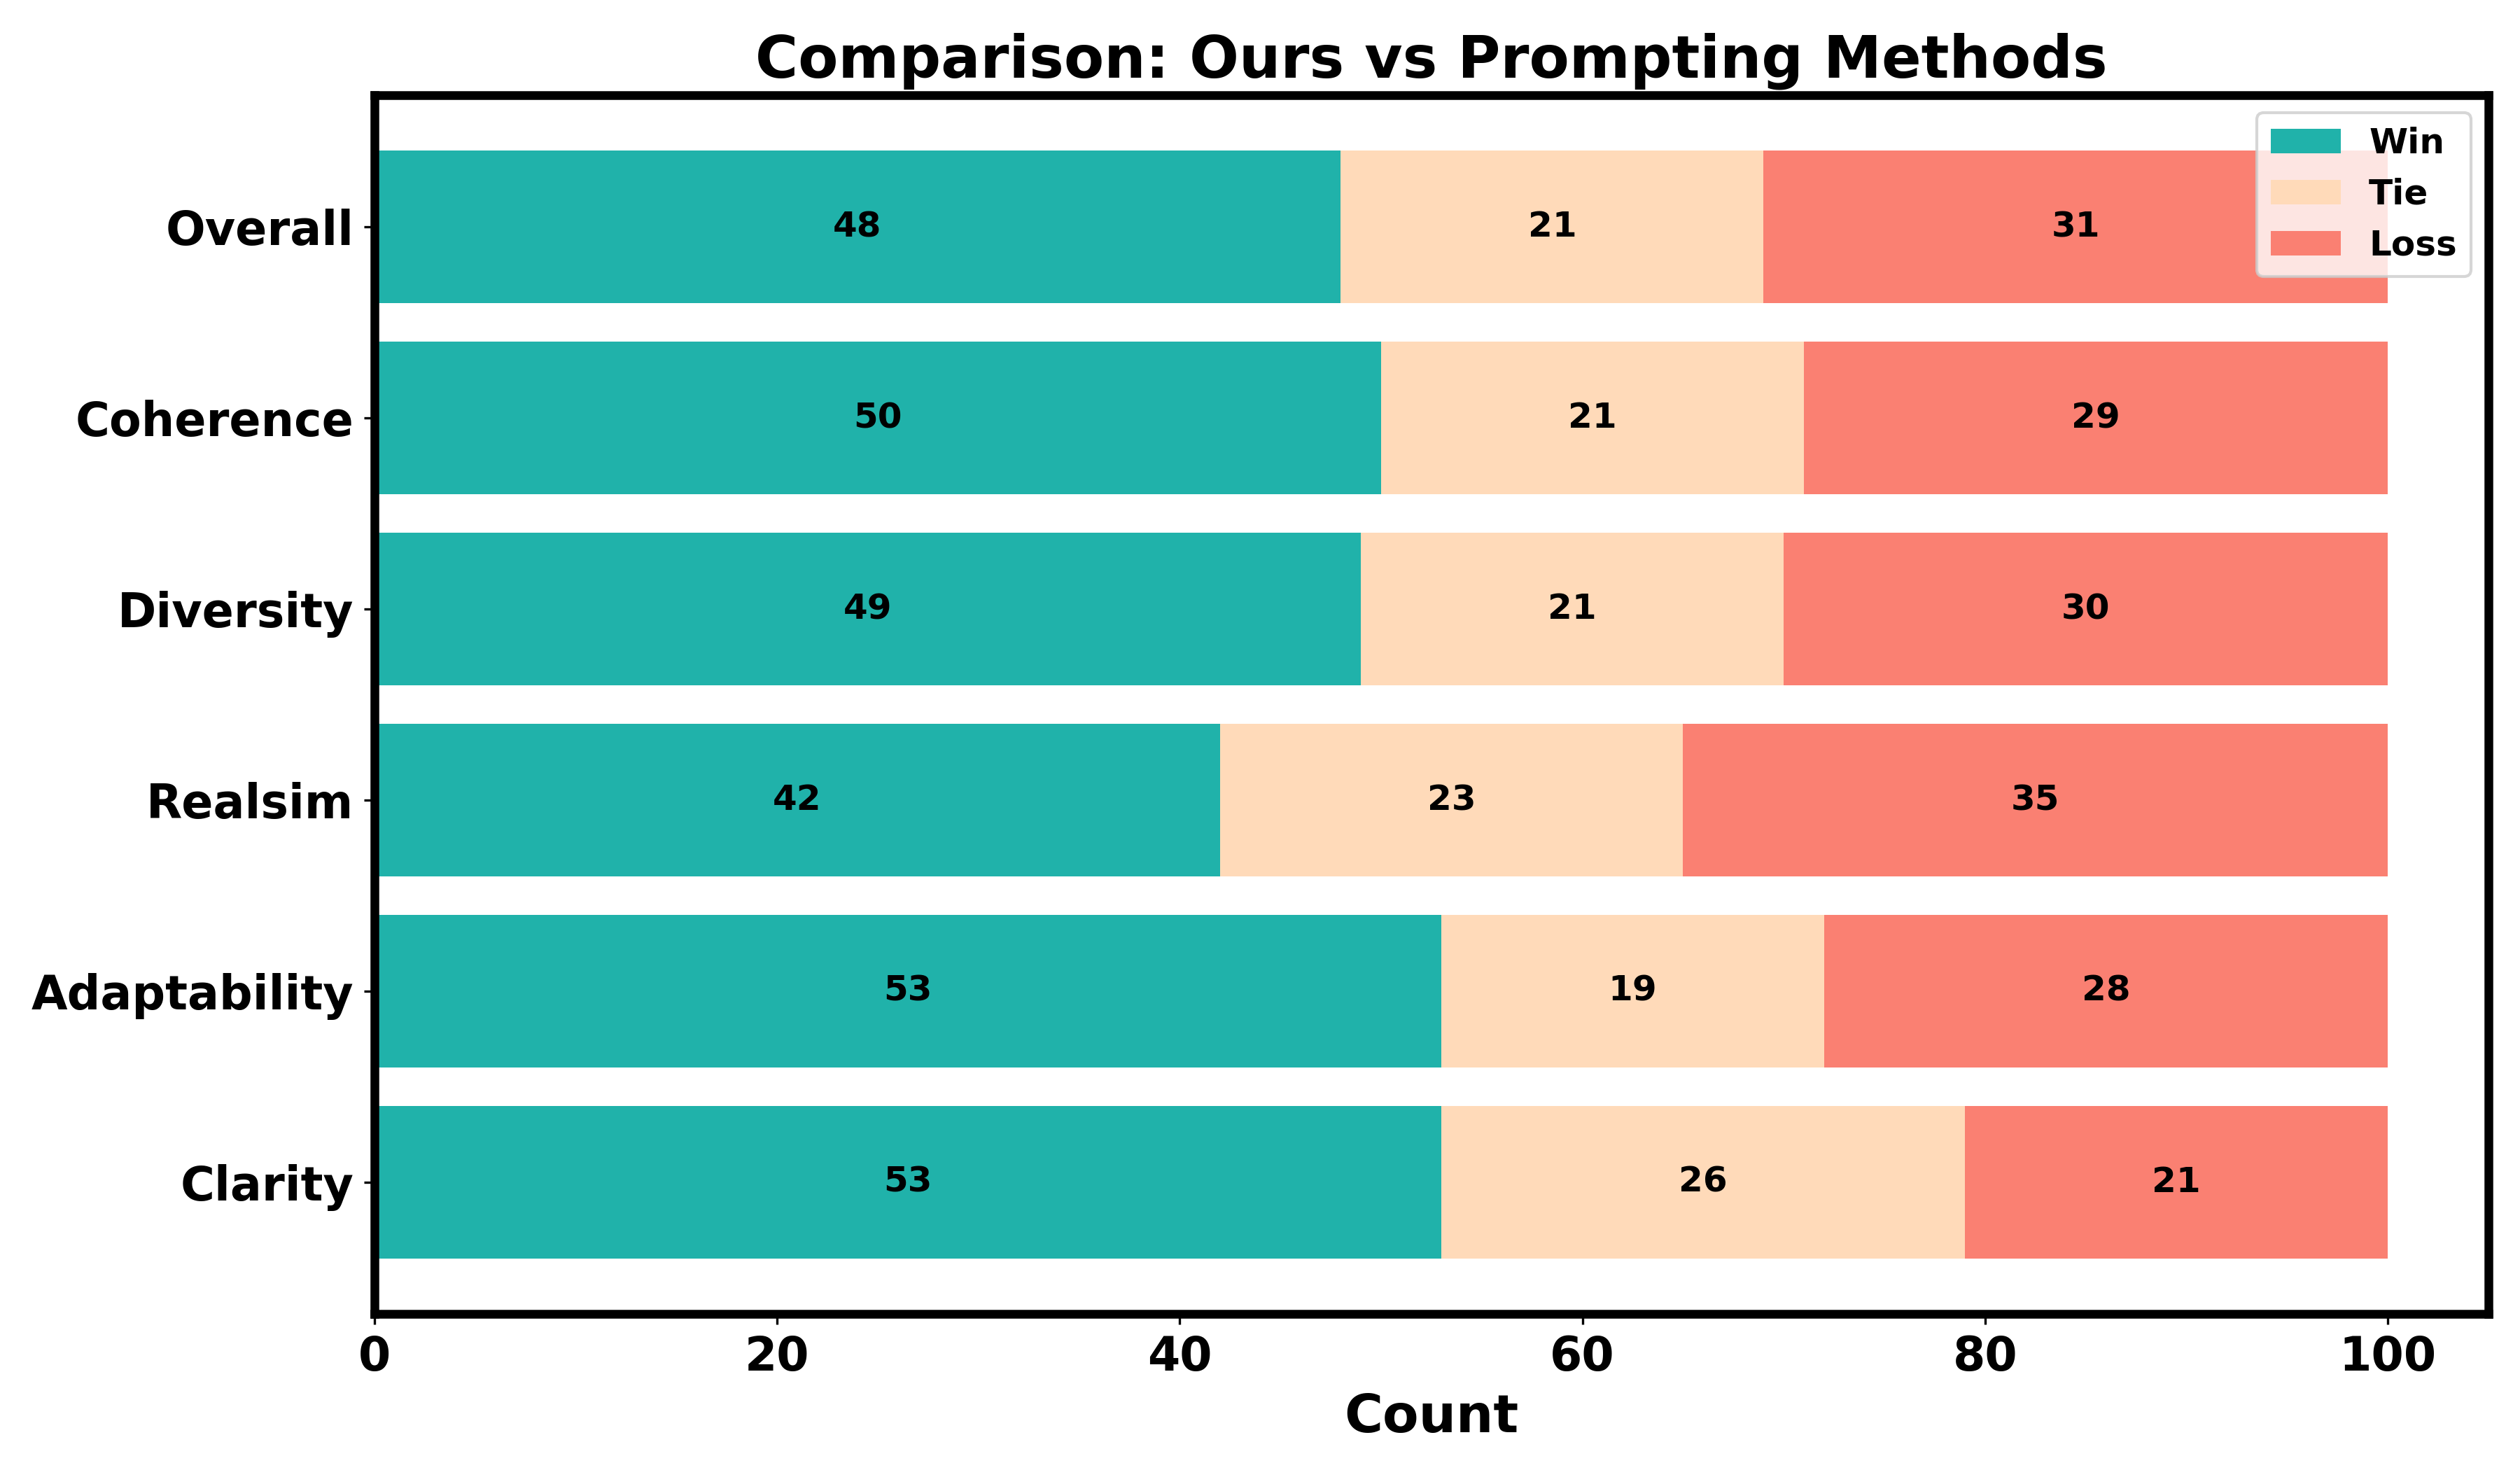 Comparison: Ours vs Prompting Methods
Win
Tie
Loss
Overall 48 21 31
Coherence 50 21 29
Diversity 49 21 30
Realsim 42 23 35
Adaptability 53 19 28
Clarity 53 26 21
0 20 40 60 80 100
Count